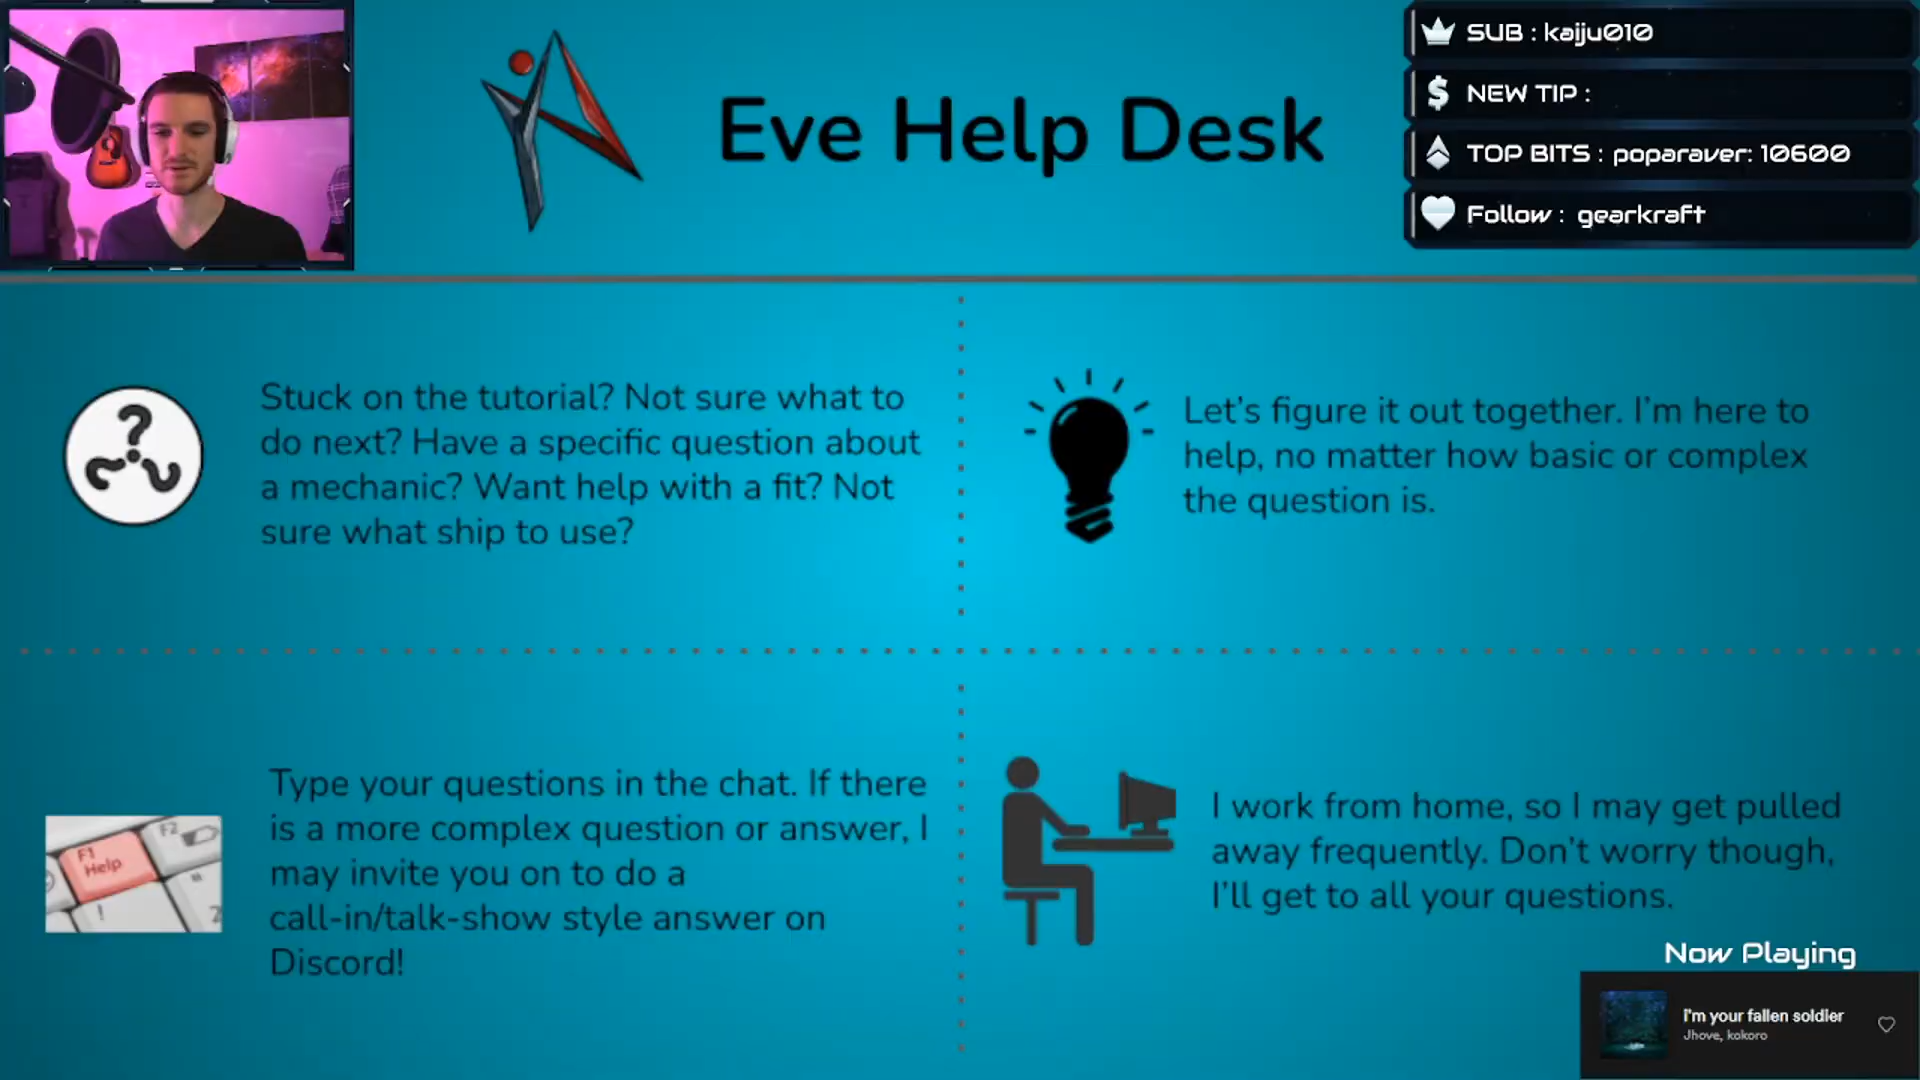 Eve Help Desk
SUB : kaiju010
NEW TIP :
TOP BITS : poparaver: 10600
Follow : gearkraft
Stuck on the tutorial? Not sure what to
do next? Have a specific question about
a mechanic? Want help with a fit? Not
sure what ship to use?
Let's figure it out together. I'm here to
help, no matter how basic or complex
the question is.
F1
Help
F2
!
Type your questions in the chat. If there
is a more complex question or answer, I
may invite you on to do a
call-in/talk-show style answer on
Discord!
I work from home, so I may get pulled
away frequently. Don't worry though,
I'll get to all your questions.
Now Playing
I'm your fallen soldier
Jhove, kokoro